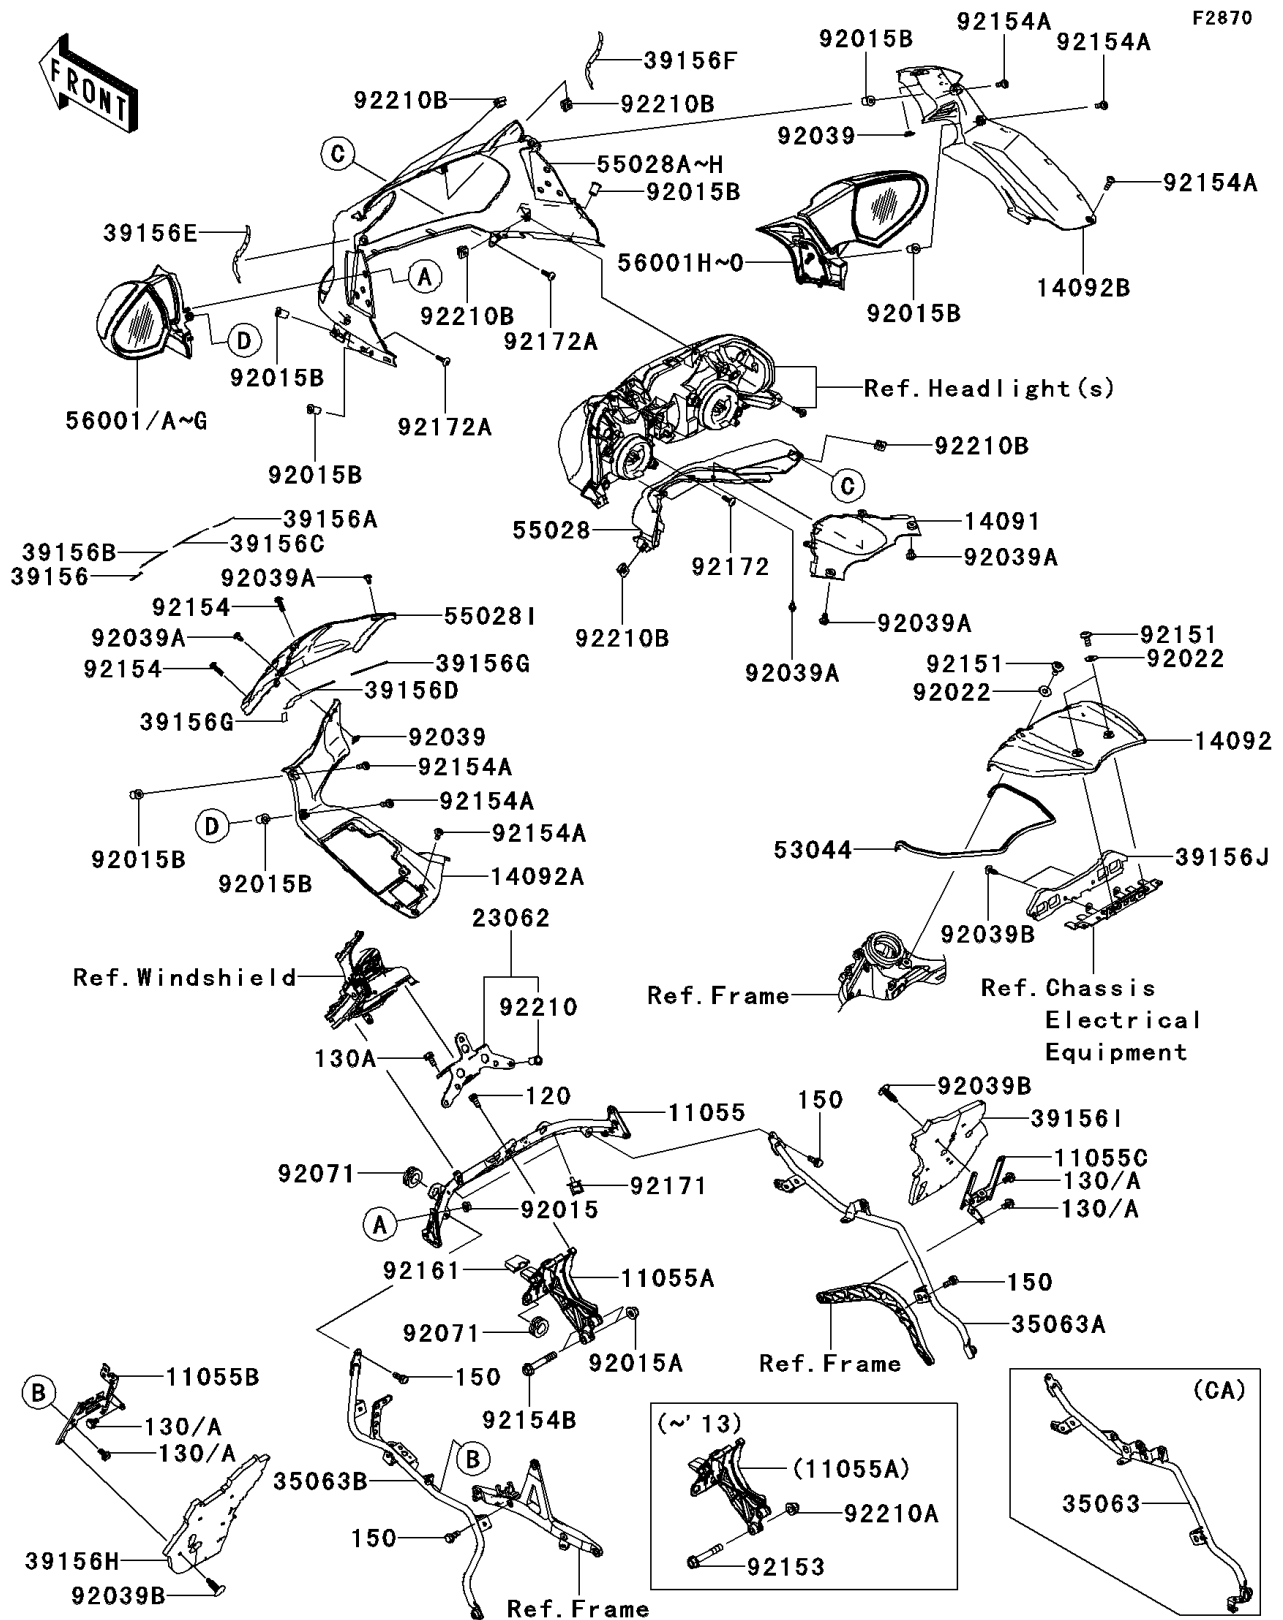 F2870
FRONT
92154A
92015B
92154A
39156F
92210B
92210B
92039
C
55028A~H
92015B
92154A
39156E
56001H~O
14092B
A
92210B
92015B
D
92172A
92015B
56001/A~G
92172A
Ref.Headlight(s)
92015B
92210B
C
39156A
39156C
39156B
39156
55028
14091
92172
92039A
92039A
92154
55028I
92210B
92039A
92039A
92151
92039A
92154
39156G
92151
92022
39156D
92022
39156G
92039
14092
92154A
92154A
D
92154A
53044
39156J
92015B
92015B
14092A
23062
92039B
Ref.Windshield
92210
Ref.Frame
Ref.Chassis
Electrical
Equipment
130A
120
11055
150
92039B
39156I
92071
11055C
92171
130/A
A
92015
130/A
92161
11055A
150
92071
35063A
92015A
Ref.Frame
11055B
150
(CA)
B
92154B
(~'13)
130/A
130/A
B
(11055A)
35063B
35063
92210A
150
39156H
92153
92039B
Ref.Frame